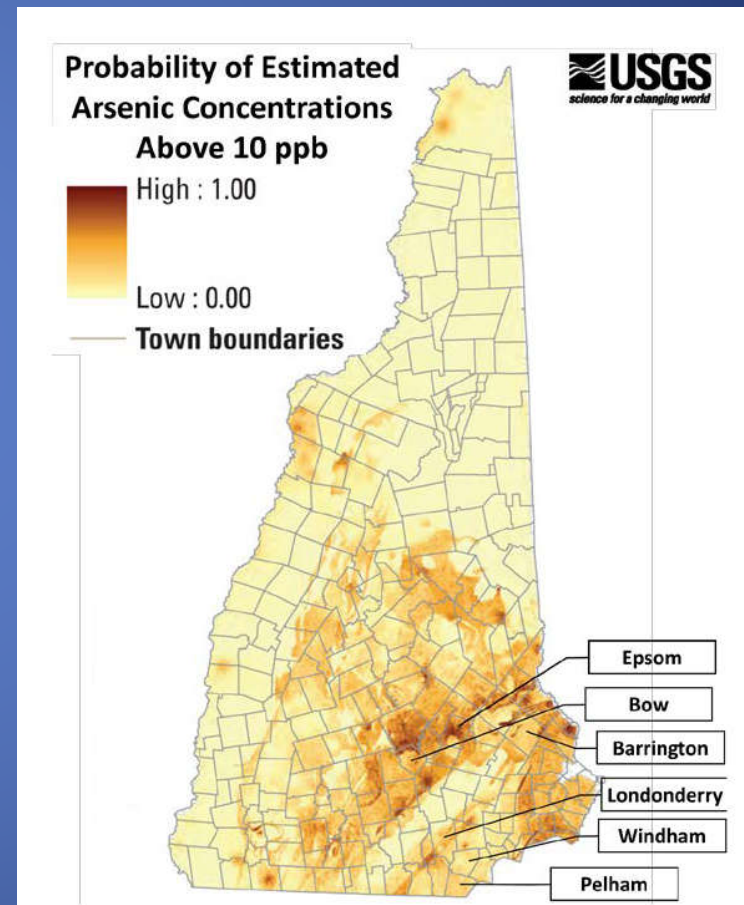 Probability of Estimated
Arsenic Concentrations
Above 10 ppb
High : 1.00
Low : 0.00
Town boundaries
USGS
science for a changing world
Epsom
Bow
Barrington
Londonderry
Windham
Pelham